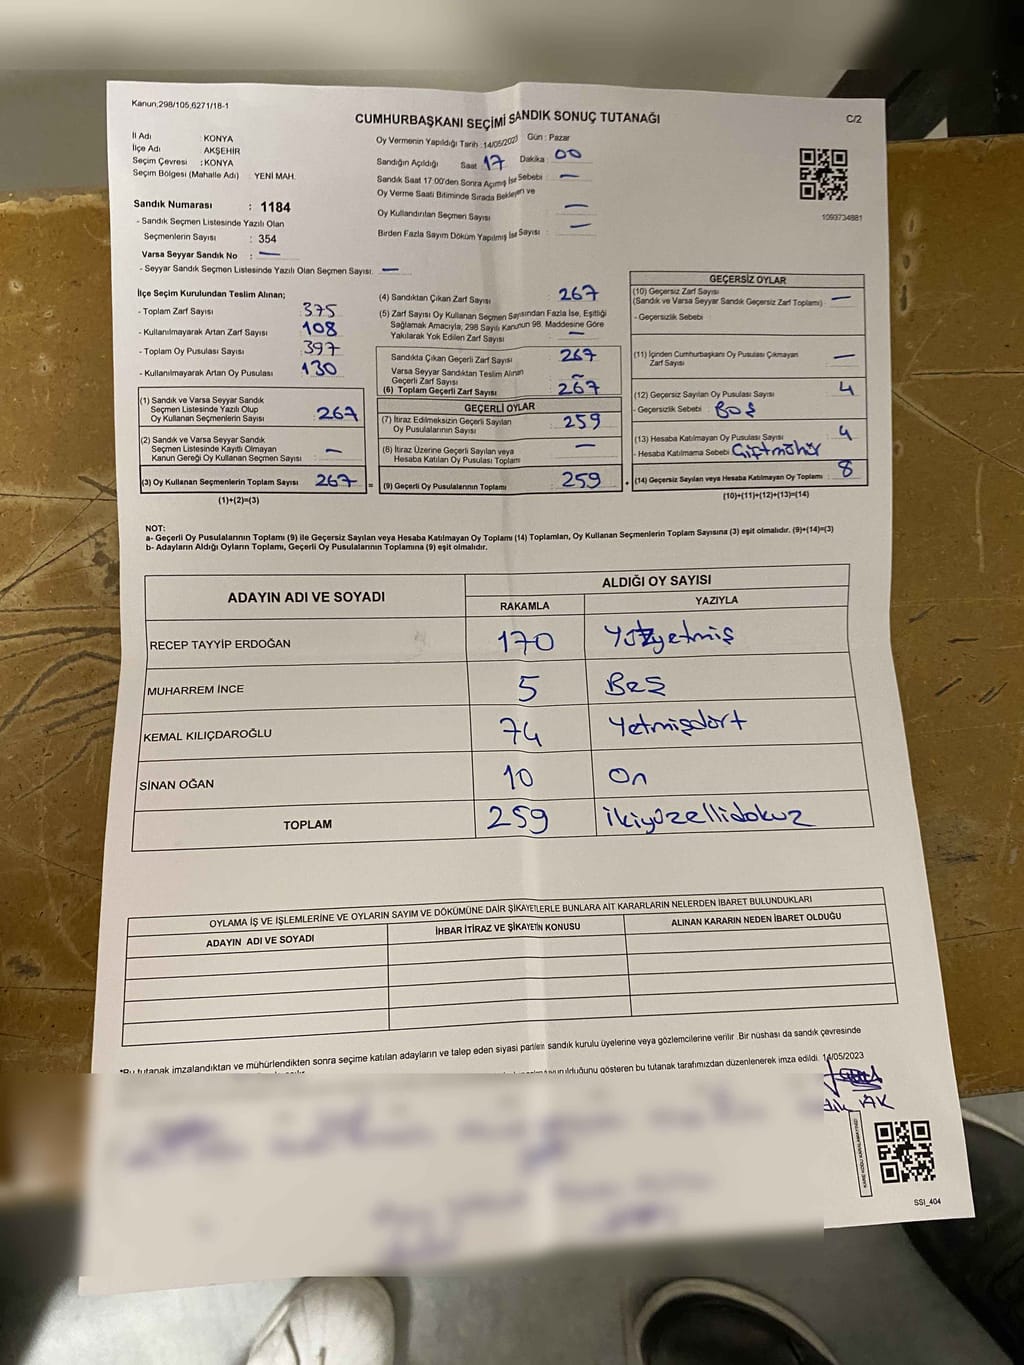 Kanun,298/105,6271/18-1
CUMHURBAŞKANI SEÇİMİ SANDIK SONUÇ TUTANAĞI
C/2
İl Adı : KONYA
İlçe Adı : AKŞEHİR
Seçim Çevresi : KONYA
Seçim Bölgesi (Mahalle Adı) : YENİ MAH.
Sandık Numarası : 1184
- Sandık Seçmen Listesinde Yazılı Olan
Seçmenlerin Sayısı : 354
Varsa Seyyar Sandık No : —
- Seyyar Sandık Seçmen Listesinde Yazılı Olan Seçmen Sayısı: —
Oy Vermenin Yapıldığı Tarih : 14/05/2023 Gün : Pazar
Sandığın Açıldığı Saat 17 Dakika : 00
Sandık Saat 17:00'den Sonra Açılmış İse Sebebi : —
Oy Verme Saati Bitiminde Sırada Bekleyen ve
Oy Kullandırılan Seçmen Sayısı : —
Birden Fazla Sayım Döküm Yapılmış İse Sayısı : —
1093734881
İlçe Seçim Kurulundan Teslim Alınan;
- Toplam Zarf Sayısı : 375
- Kullanılmayarak Artan Zarf Sayısı : 108
- Toplam Oy Pusulası Sayısı : 397
- Kullanılmayarak Artan Oy Pusulası : 130
(1) Sandık ve Varsa Seyyar Sandık
Seçmen Listesinde Yazılı Olup
Oy Kullanan Seçmenlerin Sayısı : 267
(2) Sandık ve Varsa Seyyar Sandık
Seçmen Listesinde Kayıtlı Olmayan
Kanun Gereği Oy Kullanan Seçmen Sayısı : —
(3) Oy Kullanan Seçmenlerin Toplam Sayısı : 267 =
(1)+(2)=(3)
(4) Sandıktan Çıkan Zarf Sayısı : 267
(5) Zarf Sayısı Oy Kullanan Seçmen Sayısından Fazla İse, Eşitliği
Sağlamak Amacıyla, 298 Sayılı Kanunun 98. Maddesine Göre
Yakılarak Yok Edilen Zarf Sayısı : —
Sandıkta Çıkan Geçerli Zarf Sayısı : 267
Varsa Seyyar Sandıktan Teslim Alınan
Geçerli Zarf Sayısı : —
(6) Toplam Geçerli Zarf Sayısı : 267
GEÇERLİ OYLAR
(7) İtiraz Edilmeksizin Geçerli Sayılan
Oy Pusulalarının Sayısı : 259
(8) İtiraz Üzerine Geçerli Sayılan veya
Hesaba Katılan Oy Pusulası Toplamı : —
(9) Geçerli Oy Pusulalarının Toplamı : 259 +
GEÇERSİZ OYLAR
(10) Geçersiz Zarf Sayısı
(Sandık ve Varsa Seyyar Sandık Geçersiz Zarf Toplamı) : —
- Geçersizlik Sebebi :
(11) İçinden Cumhurbaşkanı Oy Pusulası Çıkmayan
Zarf Sayısı : —
(12) Geçersiz Sayılan Oy Pusulası Sayısı : 4
- Geçersizlik Sebebi : Boş
(13) Hesaba Katılmayan Oy Pusulası Sayısı : 4
- Hesaba Katılmama Sebebi : Çiftmühür
(14) Geçersiz Sayılan veya Hesaba Katılmayan Oy Toplamı : 8
(10)+(11)+(12)+(13)=(14)
NOT:
a- Geçerli Oy Pusulalarının Toplamı (9) ile Geçersiz Sayılan veya Hesaba Katılmayan Oy Toplamı (14) Toplamları, Oy Kullanan Seçmenlerin Toplam Sayısına (3) eşit olmalıdır. (9)+(14)=(3)
b- Adayların Aldığı Oyların Toplamı, Geçerli Oy Pusulalarının Toplamına (9) eşit olmalıdır.
ADAYIN ADI VE SOYADI
ALDIĞI OY SAYISI
RAKAMLA YAZIYLA
RECEP TAYYİP ERDOĞAN 170 Yüzyetmiş
MUHARREM İNCE 5 Beş
KEMAL KILIÇDAROĞLU 74 Yetmişdört
SİNAN OĞAN 10 On
TOPLAM 259 ikiyüzellidokuz
OYLAMA İŞ VE İŞLEMLERİNE VE OYLARIN SAYIM VE DÖKÜMÜNE DAİR ŞİKAYETLERLE BUNLARA AİT KARARLARIN NELERDEN İBARET BULUNDUKLARI
ADAYIN ADI VE SOYADI İHBAR İTİRAZ VE ŞİKAYETİN KONUSU ALINAN KARARIN NEDEN İBARET OLDUĞU
*Bu tutanak imzalandıktan ve mühürlendikten sonra seçime katılan adayların ve talep eden siyasi partilerin sandık kurulu üyelerine veya gözlemcilerine verilir. Bir nüshası da sandık çevresinde
duyurulduğunu gösteren bu tutanak tarafımızdan düzenlenerek imza edildi. 14/05/2023
AK
SSI_404